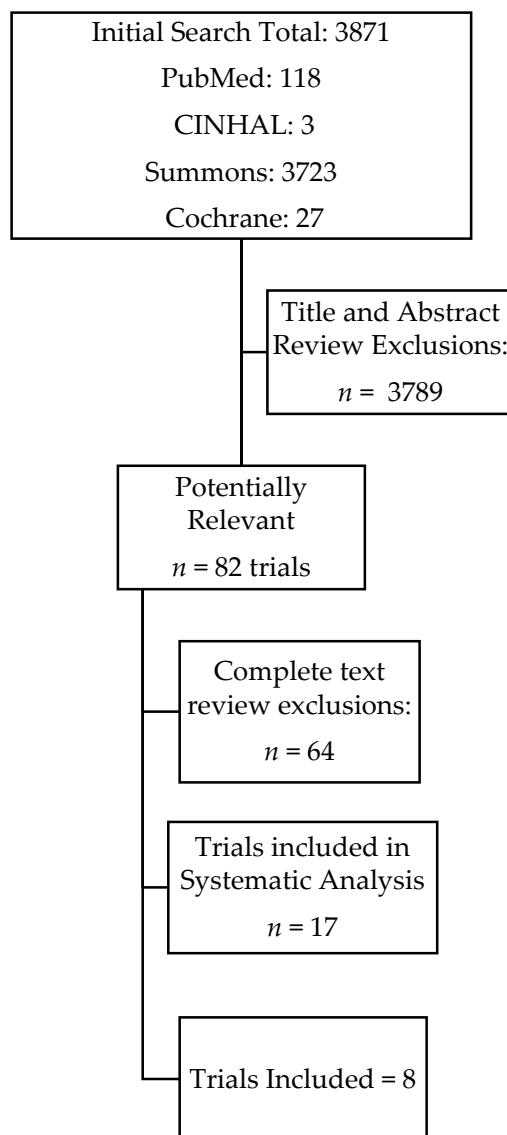 Initial Search Total: 3871
PubMed: 118
CINHAL: 3
Summons: 3723
Cochrane: 27
Title and Abstract
Review Exclusions:
n = 3789
Potentially
Relevant
n = 82 trials
Complete text
review exclusions:
n = 64
Trials included in
Systematic Analysis
n = 17
Trials Included = 8